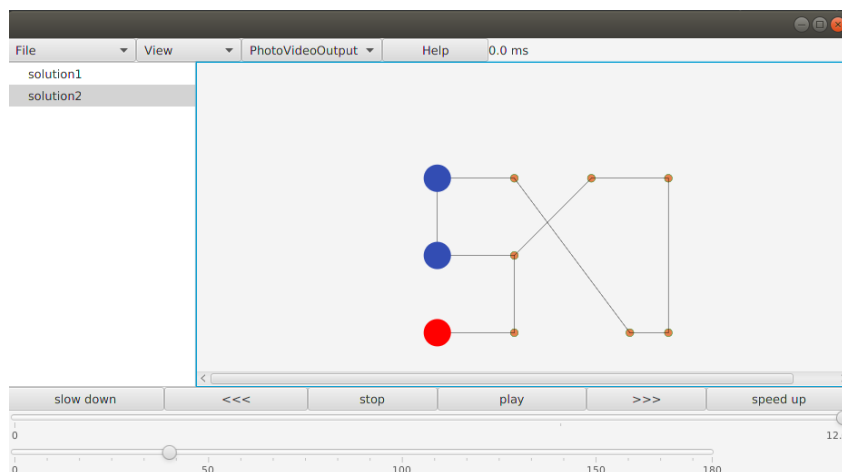 File View PhotoVideoOutput Help 0.0 ms
solution1
solution2
slow down <<< stop play >>> speed up
0 12.
0 50 100 150 180